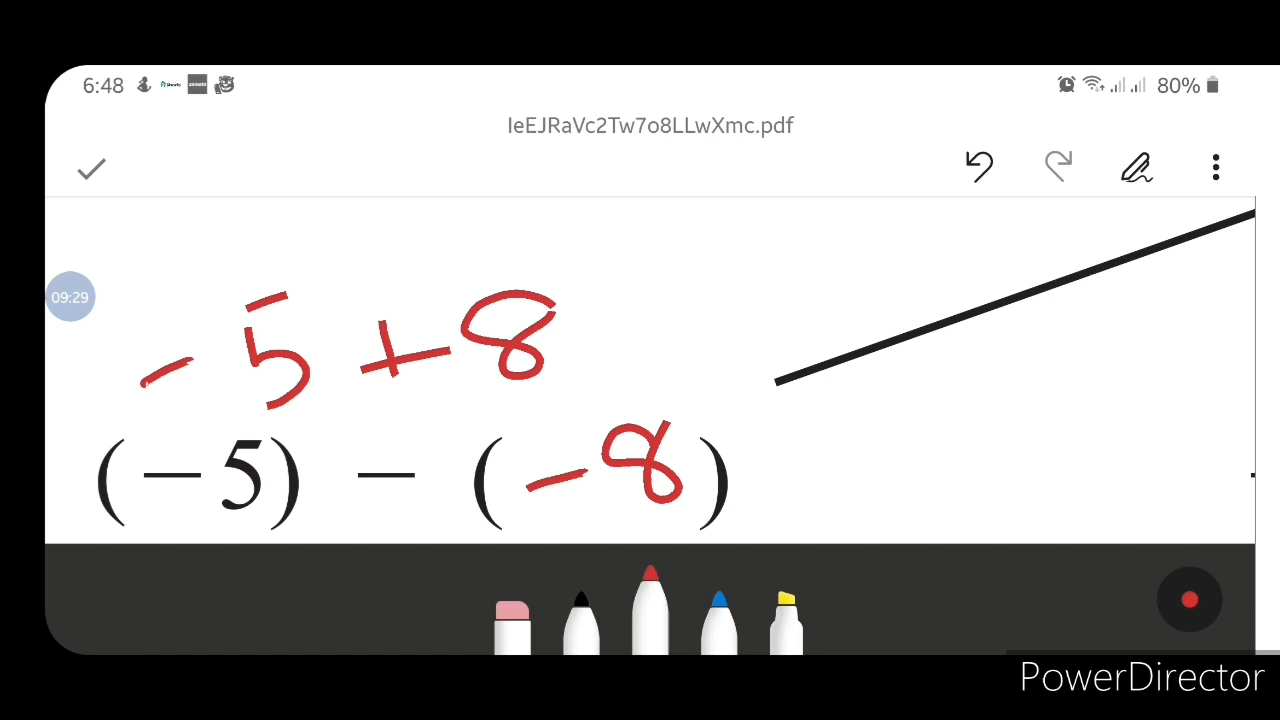 6:48
80%
IeEJRaVc2Tw7o8LLwXmc.pdf
09:29
- 5 + 8
(-5) - (-8)
PowerDirector